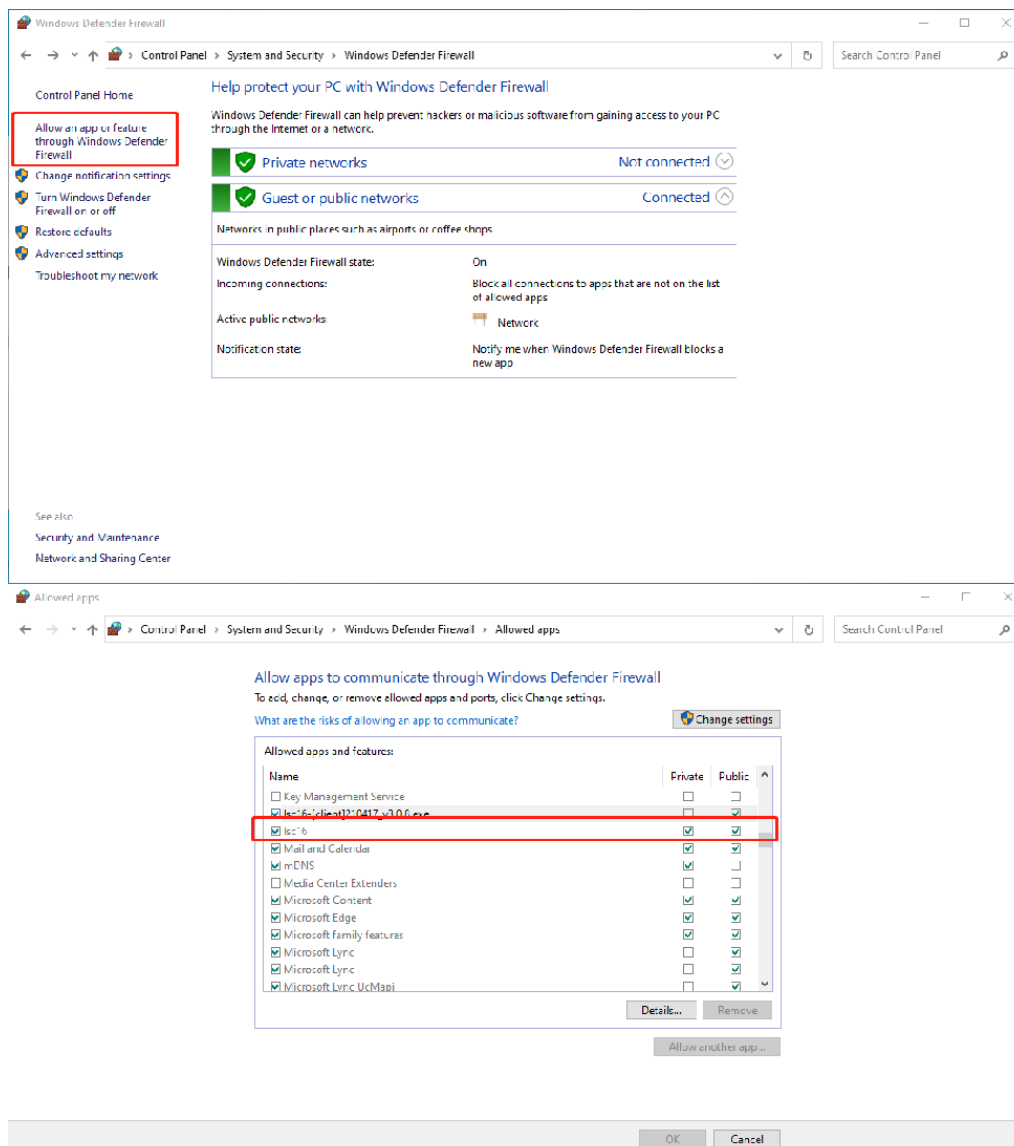 Windows Defender Firewall
Control Panel > System and Security > Windows Defender Firewall
Search Control Panel
Control Panel Home
Allow an app or feature
through Windows Defender
Firewall
Change notification settings
Turn Windows Defender
Firewall on or off
Restore defaults
Advanced settings
Troubleshoot my network
Help protect your PC with Windows Defender Firewall
Windows Defender Firewall can help prevent hackers or malicious software from gaining access to your PC
through the Internet or a network.
Private networks Not connected
Guest or public networks Connected
Networks in public places such as airports or coffee shops
Windows Defender Firewall state: On
Incoming connections: Block all connections to apps that are not on the list
of allowed apps
Active public networks: Network
Notification state: Notify me when Windows Defender Firewall blocks a
new app
See also
Security and Maintenance
Network and Sharing Center
Allowed apps
Control Panel > System and Security > Windows Defender Firewall > Allowed apps
Search Control Panel
Allow apps to communicate through Windows Defender Firewall
To add, change, or remove allowed apps and ports, click Change settings.
What are the risks of allowing an app to communicate?
Change settings
Allowed apps and features:
Name Private Public
Key Management Service
lsc16-[client]210417_v3.0.8.exe
lsc16
Mail and Calendar
mDNS
Media Center Extenders
Microsoft Content
Microsoft Edge
Microsoft family features
Microsoft Lync
Microsoft Lync
Microsoft Lync UcMapi
Details... Remove
Allow another app...
OK Cancel